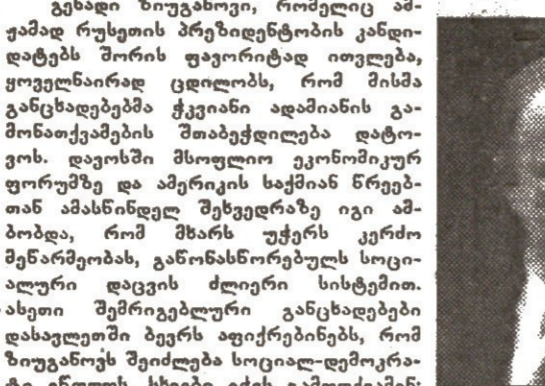 გენადი ზიუგანოვი, რომელიც ამ-
ჟამად რუსეთის პრეზიდენტობის კანდი-
დატებს შორის ფავორიტად ითვლება,
ყოველნაირად ცდილობს, რომ მისმა
განცხადებებმა ჭკვიანი ადამიანის გა-
მონათქვამების შთაბეჭდილება დატო-
ვოს. დავოსში მსოფლიო ეკონომიკურ
ფორუმზე და ამერიკის საქმიან წრეებ-
თან ამასწინდელ შეხვედრაზე იგი ამ-
ბობდა, რომ მხარს უჭერს კერძო
მეწარმეობას, გაწონასწორებულს სოცი-
ალური დაცვის ძლიერი სისტემით.
ასეთი შემრიგებლური განცხადებები
დასავლეთში ბევრს აფიქრებინებს, რომ
ზიუგანოვს შეიძლება სოციალ-დემოკრა-